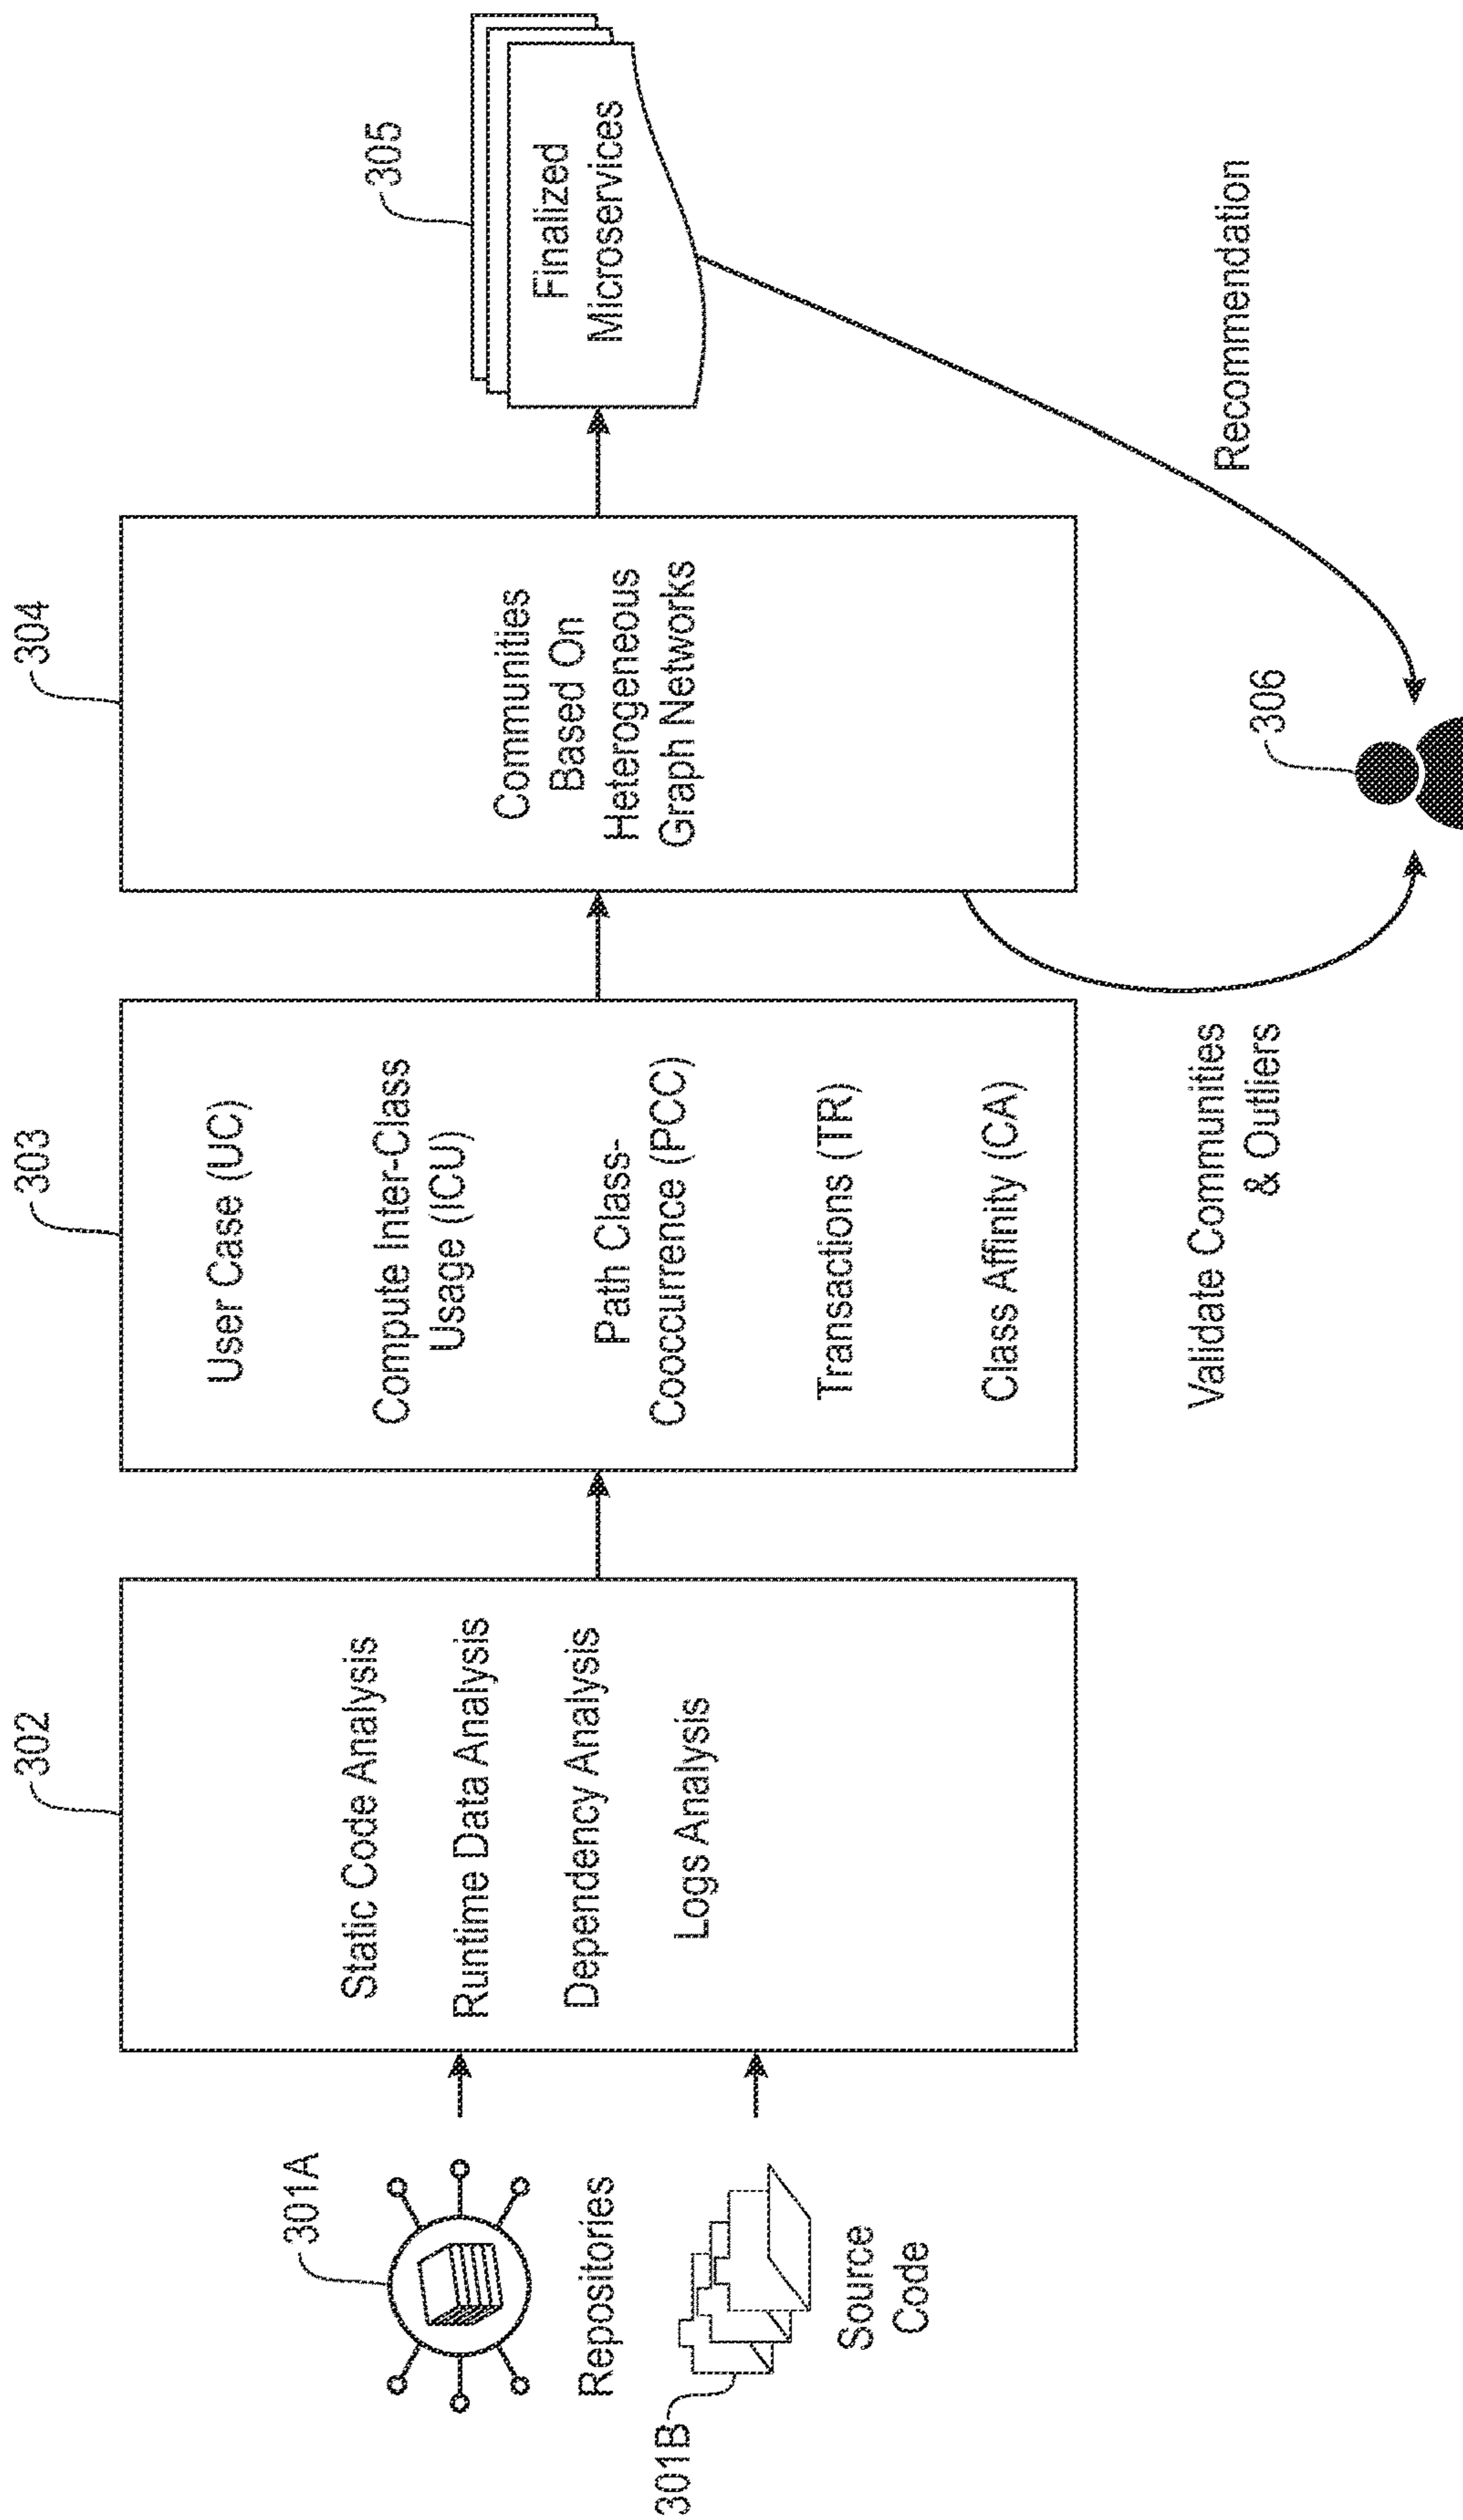 301A
Repositories
301B
Source
Code
302
Static Code Analysis
Runtime Data Analysis
Dependency Analysis
Logs Analysis
303
User Case (UC)
Compute Inter-Class
Usage (ICU)
Path Class-
Cooccurrence (PCC)
Transactions (TR)
Class Affinity (CA)
304
Communities
Based On
Heterogeneous
Graph Networks
305
Finalized
Microservices
Validate Communities
& Outliers
306
Recommendation